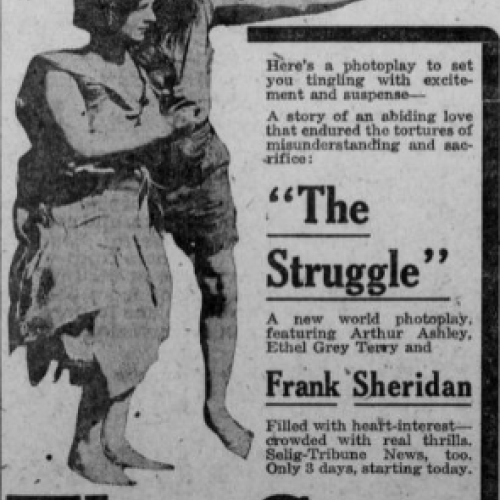 Here's a photoplay to set
you tingling with excite-
ment and suspense—
A story of an abiding love
that endured the tortures of
misunderstanding and sac-
rifice:
"The
Struggle"
A new world photoplay,
featuring Arthur Ashley,
Ethel Grey Terry and
Frank Sheridan
Filled with heart-interest—
crowded with real thrills.
Selig-Tribune News, too.
Only 3 days, starting today.